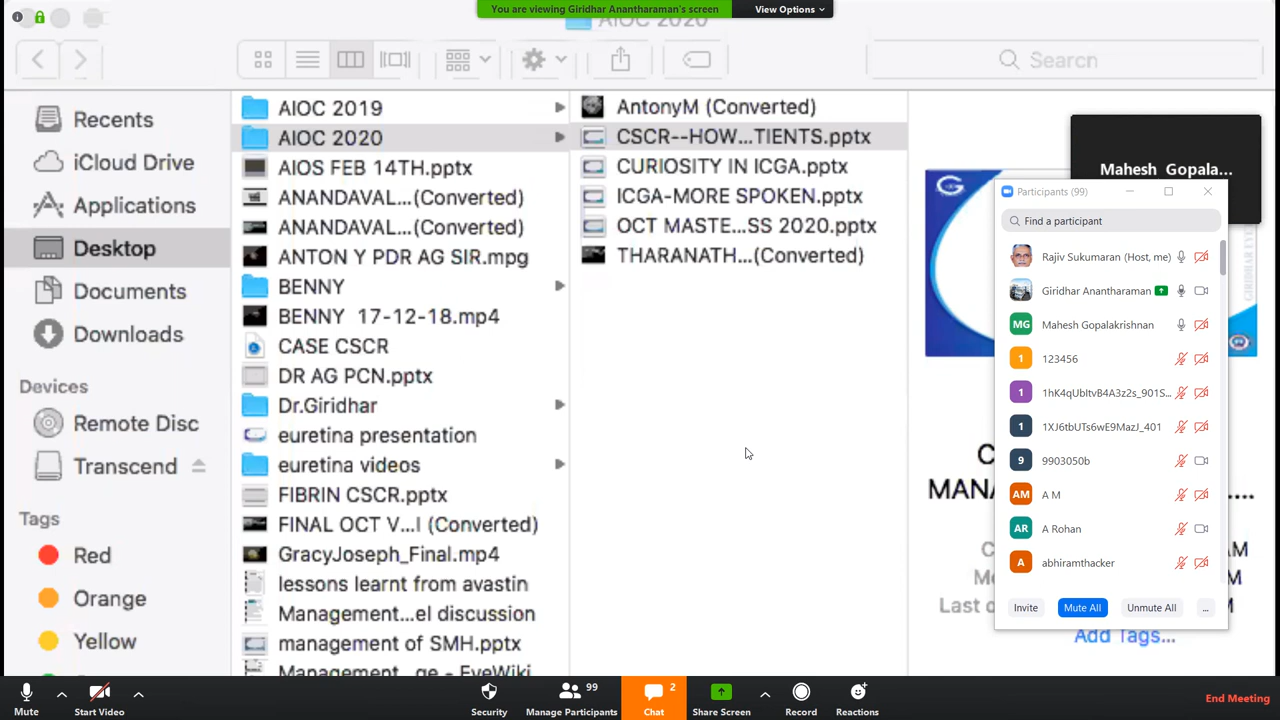 You are viewing Giridhar Anantharaman's screen
View Options
AIOC 2020
Search
Recents
iCloud Drive
Applications
Desktop
Documents
Downloads
Devices
Remote Disc
Transcend
Tags
Red
Orange
Yellow
AIOC 2019
AIOC 2020
AIOS FEB 14TH.pptx
ANANDAVAL...(Converted)
ANANDAVAL...(Converted)
ANTON Y PDR AG SIR.mpg
BENNY
BENNY 17-12-18.mp4
CASE CSCR
DR AG PCN.pptx
Dr.Giridhar
euretina presentation
euretina videos
FIBRIN CSCR.pptx
FINAL OCT V...l (Converted)
GracyJoseph_Final.mp4
lessons learnt from avastin
Management...el discussion
management of SMH.pptx
Management...ge - EyeWiki
AntonyM (Converted)
CSCR--HOW...TIENTS.pptx
CURIOSITY IN ICGA.pptx
ICGA-MORE SPOKEN.pptx
OCT MASTE...SS 2020.pptx
THARANATH...(Converted)
Mahesh Gopala...
Participants (99)
Find a participant
Rajiv Sukumaran (Host, me)
Giridhar Anantharaman
MG Mahesh Gopalakrishnan
1 123456
1 1hK4qUbItvB4A3z2s_901S...
1 1XJ6tbUTs6wE9MazJ_401
9 9903050b
AM A M
AR A Rohan
A abhiramthacker
Invite
Mute All
Unmute All
...
Add Tags...
Mute
Start Video
Security
99
Manage Participants
2
Chat
Share Screen
Record
Reactions
End Meeting